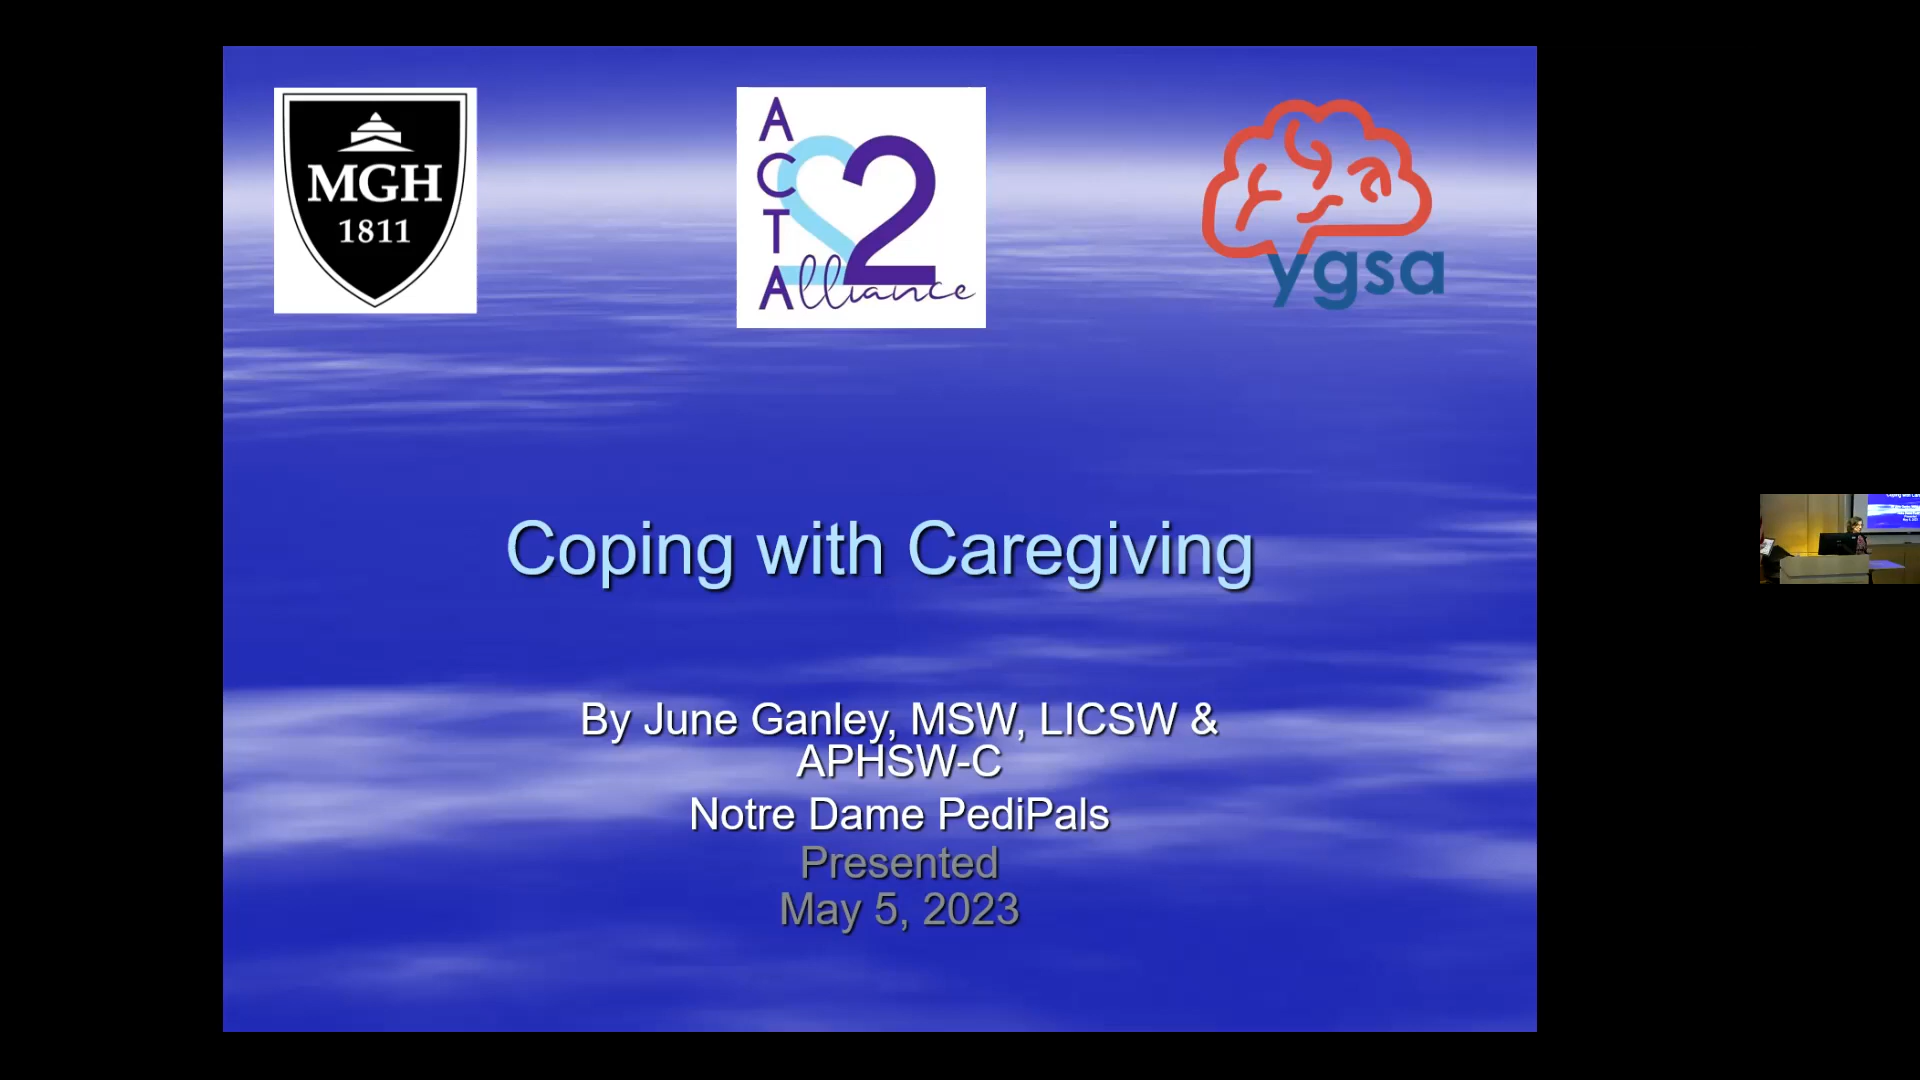 MGH
1811
ACTA2
Alliance
ygsa
Coping with Caregiving
By June Ganley, MSW, LICSW &
APHSW-C
Notre Dame PediPals
Presented
May 5, 2023